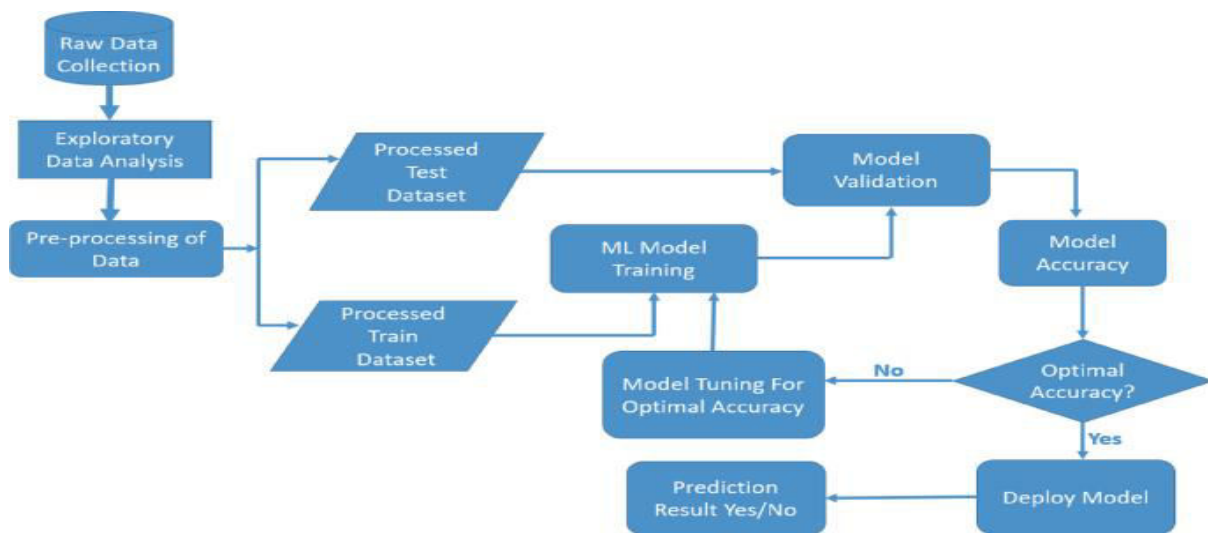 Raw Data
Collection
Exploratory
Data Analysis
Pre-processing of
Data
Processed
Test
Dataset
Processed
Train
Dataset
ML Model
Training
Model
Validation
Model
Accuracy
Optimal
Accuracy?
No
Model Tuning For
Optimal Accuracy
Yes
Deploy Model
Prediction
Result Yes/No